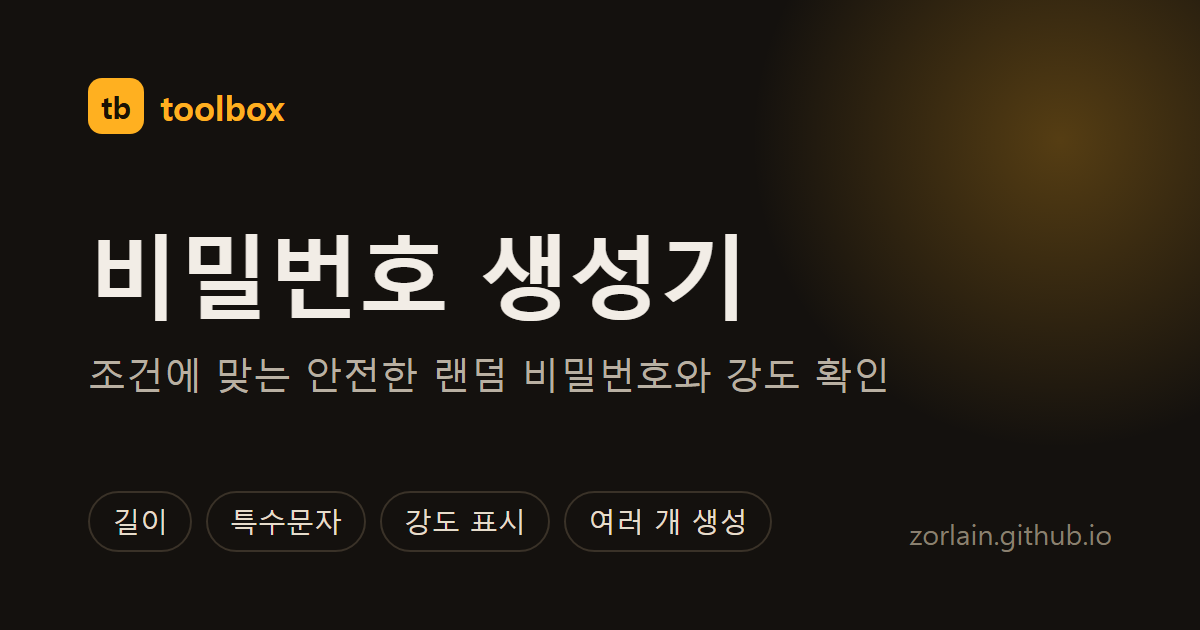 tb toolbox
비밀번호 생성기
조건에 맞는 안전한 랜덤 비밀번호와 강도 확인
길이 특수문자 강도 표시 여러 개 생성
zorlain.github.io